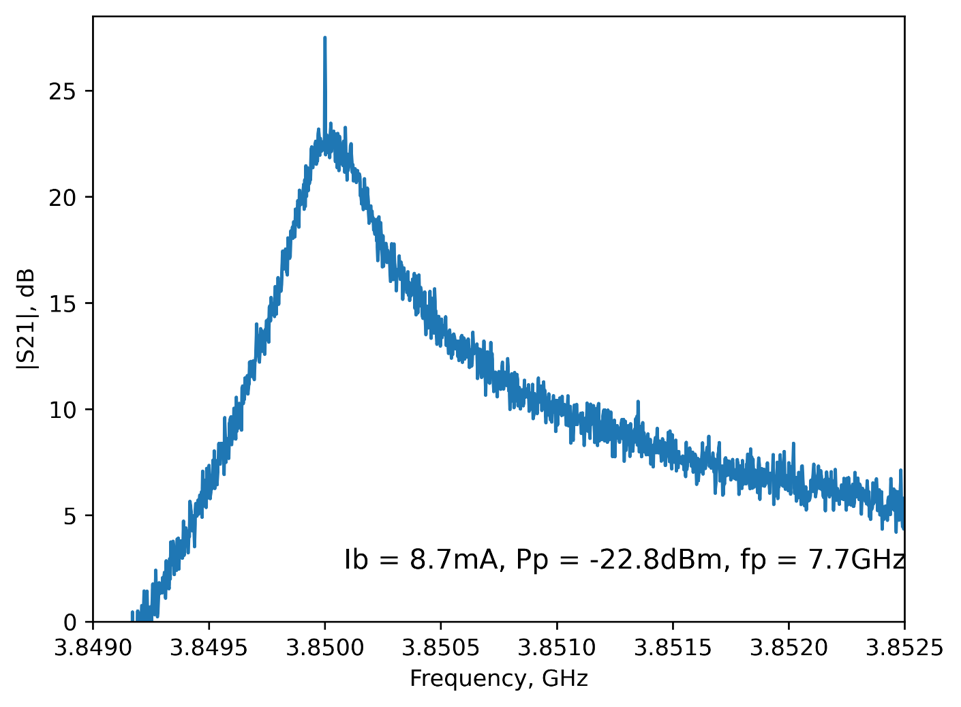 25
20
15
10
5
0
|S21|, dB
Ib = 8.7mA, Pp = -22.8dBm, fp = 7.7GHz
3.8490 3.8495 3.8500 3.8505 3.8510 3.8515 3.8520 3.8525
Frequency, GHz